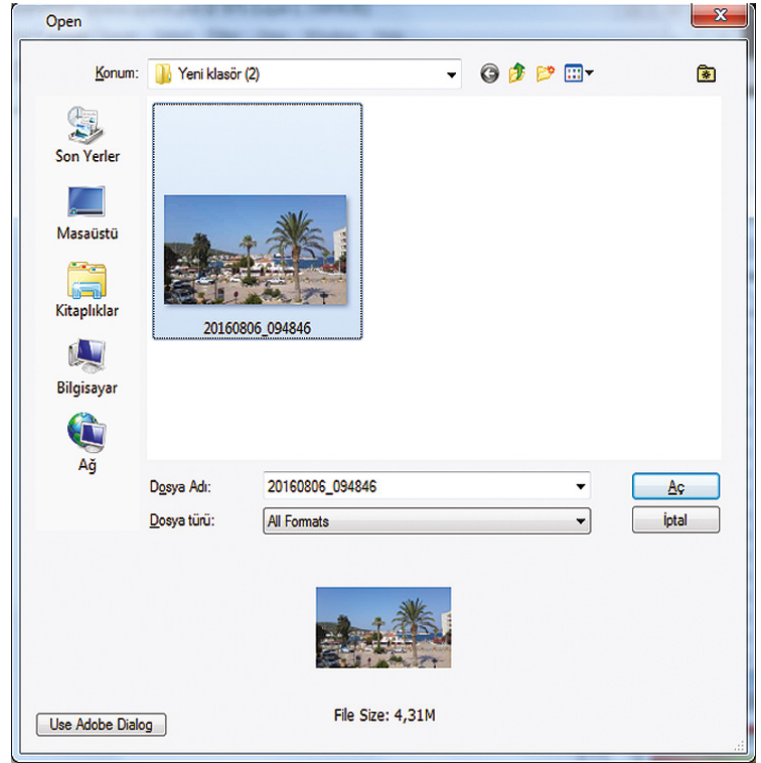 Open
Konum: Yeni klasör (2)
Son Yerler
Masaüstü
Kitaplıklar
Bilgisayar
Ağ
20160806_094846
Dosya Adı: 20160806_094846 Aç
Dosya türü: All Formats İptal
File Size: 4,31M
Use Adobe Dialog